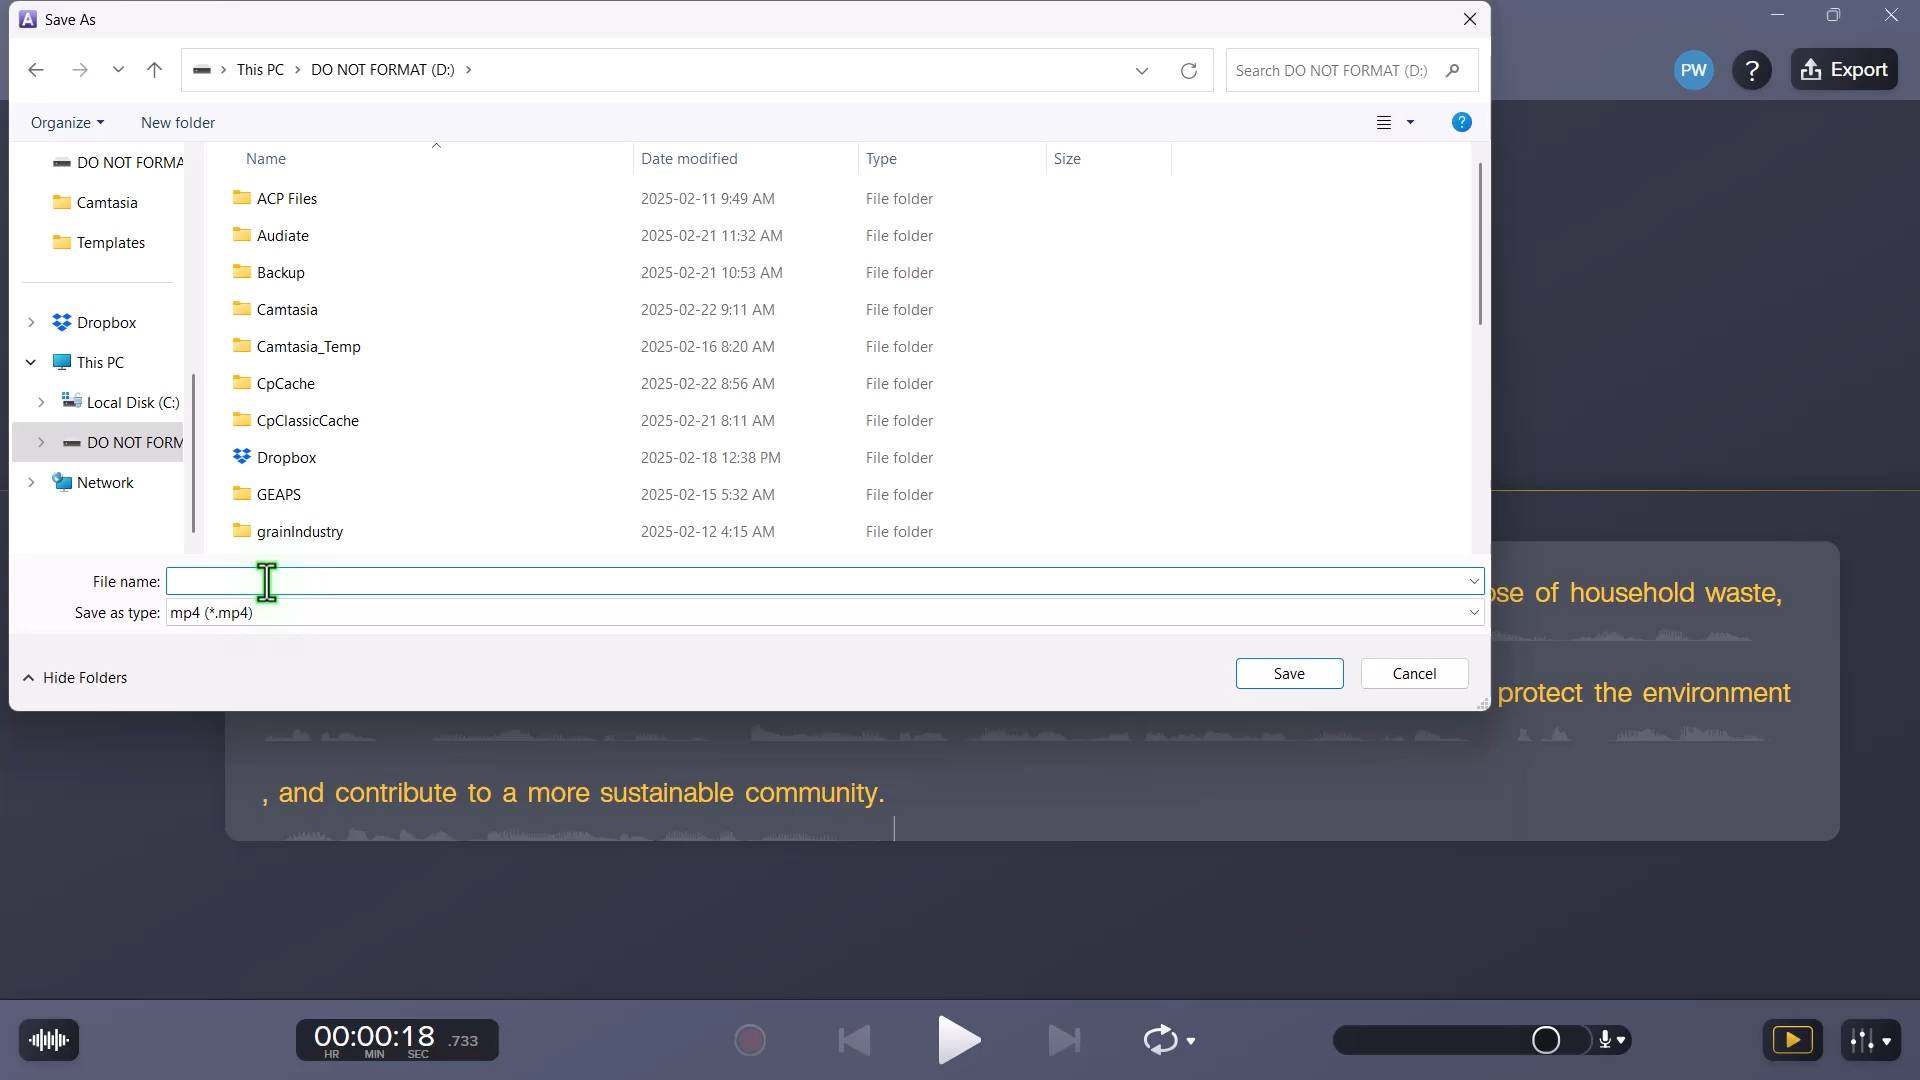 A Save As
This PC DO NOT FORMAT (D:)
Search DO NOT FORMAT (D:)
PW
?
Export
Organize
New folder
?
DO NOT FORMA
Camtasia
Templates
Dropbox
This PC
Local Disk (C:)
DO NOT FORM
Network
Name Date modified Type Size
ACP Files 2025-02-11 9:49 AM File folder
Audiate 2025-02-21 11:32 AM File folder
Backup 2025-02-21 10:53 AM File folder
Camtasia 2025-02-22 9:11 AM File folder
Camtasia_Temp 2025-02-16 8:20 AM File folder
CpCache 2025-02-22 8:56 AM File folder
CpClassicCache 2025-02-21 8:11 AM File folder
Dropbox 2025-02-18 12:38 PM File folder
GEAPS 2025-02-15 5:32 AM File folder
grainIndustry 2025-02-12 4:15 AM File folder
File name:
Save as type: mp4 (*.mp4)
Hide Folders
Save
Cancel
of household waste,
protect the environment
, and contribute to a more sustainable community.
00:00:18 .733
HR MIN SEC